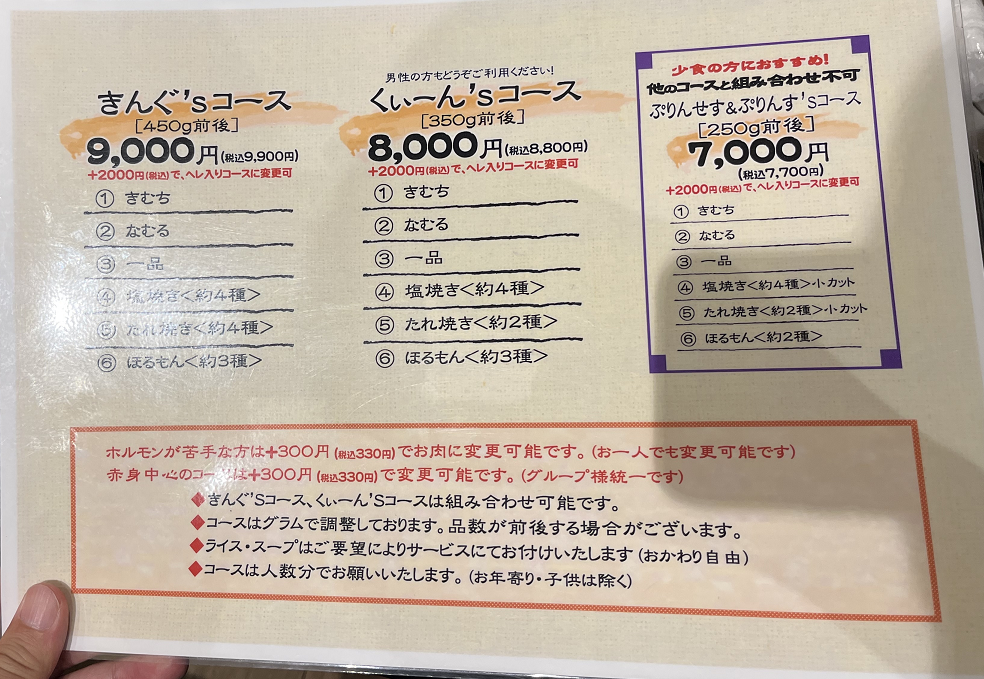 きんぐ'sコース
[450g前後]
9,000円(税込9,900円)
+2000円(税込)で、ヘレ入りコースに変更可
① きむち
② なむる
③ 一品
④ 塩焼き<約4種>
⑤ たれ焼き<約4種>
⑥ ほるもん<約3種>
男性の方もどうぞご利用ください!
くぃーん'sコース
[350g前後]
8,000円(税込8,800円)
+2000円(税込)で、ヘレ入りコースに変更可
① きむち
② なむる
③ 一品
④ 塩焼き<約4種>
⑤ たれ焼き<約2種>
⑥ ほるもん<約3種>
少食の方におすすめ!
他のコースと組み合わせ不可
ぷりんせす&ぷりんす'sコース
[250g前後]
7,000円
(税込7,700円)
+2000円(税込)で、ヘレ入りコースに変更可
① きむち
② なむる
③ 一品
④ 塩焼き<約4種>小カット
⑤ たれ焼き<約2種>小カット
⑥ ほるもん<約2種>
ホルモンが苦手な方は+300円(税込330円)でお肉に変更可能です。(お一人でも変更可能です)
赤身中心のコースは+300円(税込330円)で変更可能です。(グループ様統一です)
◆きんぐ'Sコース、くぃーん'Sコースは組み合わせ可能です。
◆コースはグラムで調整しております。品数が前後する場合がございます。
◆ライス・スープはご要望によりサービスにてお付けいたします(おかわり自由)
◆コースは人数分でお願いいたします。(お年寄り・子供は除く)